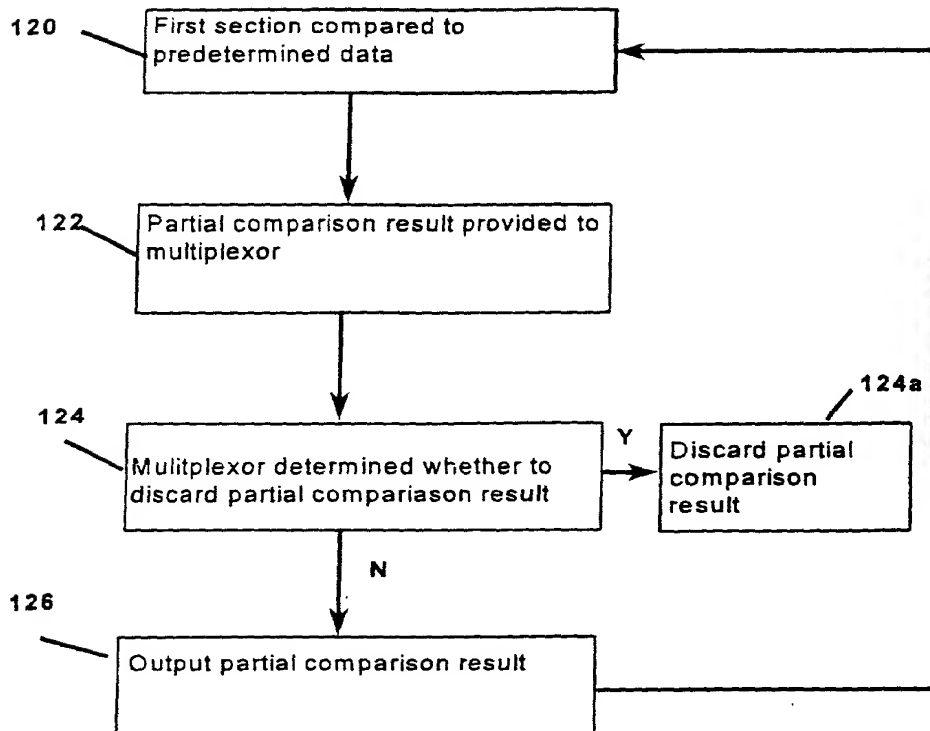 120
First section compared to
predetermined data
122
Partial comparison result provided to
multiplexor
124
Mulitplexor determined whether to
discard partial compariason result
Y
124a
Discard partial
comparison
result
N
126
Output partial comparison result